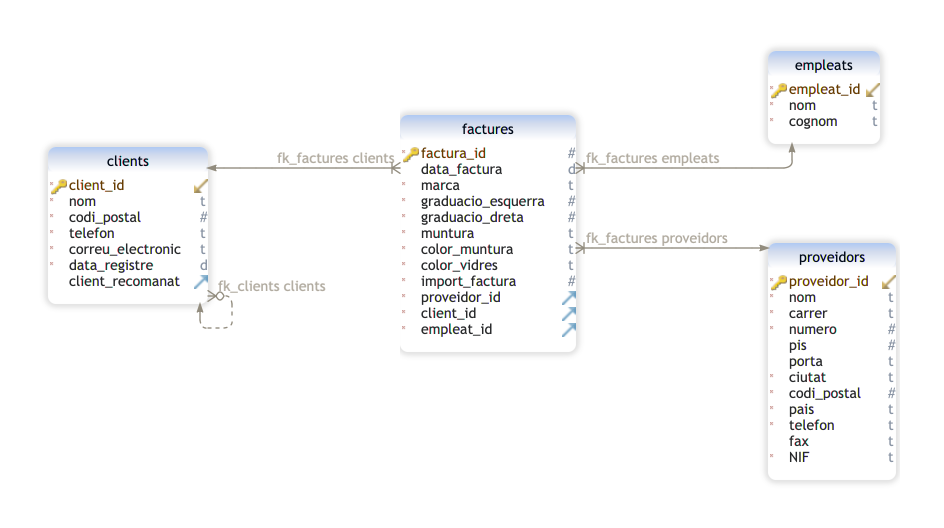 empleats
empleat_id
nom t
cognom t
factures
factura_id #
data_factura d
marca t
graduacio_esquerra #
graduacio_dreta #
muntura t
color_muntura t
color_vidres t
import_factura #
proveidor_id
client_id
empleat_id
fk_factures clients
fk_factures empleats
clients
client_id
nom t
codi_postal #
telefon t
correu_electronic t
data_registre d
client_recomanat
fk_clients clients
fk_factures proveidors
proveidors
proveidor_id
nom t
carrer t
numero #
pis #
porta t
ciutat t
codi_postal #
pais t
telefon t
fax t
NIF t